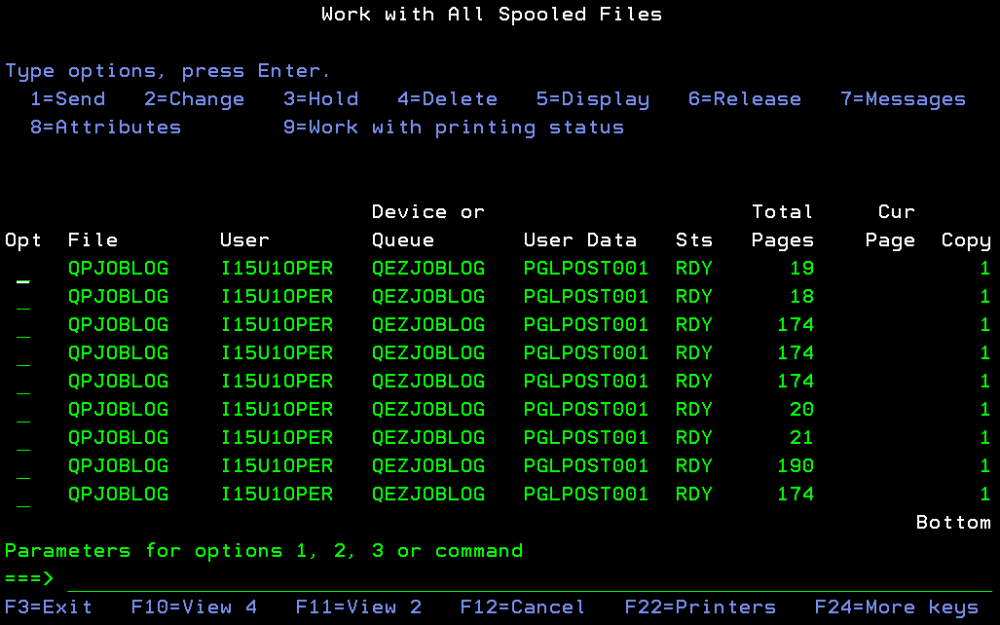 Work with All Spooled Files
Type options, press Enter.
1=Send   2=Change   3=Hold   4=Delete   5=Display   6=Release   7=Messages
8=Attributes        9=Work with printing status
Device or                     Total     Cur
Opt  File        User        Queue       User Data   Sts   Pages    Page  Copy
_  QPJOBLOG    I15U1OPER   QEZJOBLOG   PGLPOST001  RDY      19             1
_  QPJOBLOG    I15U1OPER   QEZJOBLOG   PGLPOST001  RDY      18             1
_  QPJOBLOG    I15U1OPER   QEZJOBLOG   PGLPOST001  RDY     174             1
_  QPJOBLOG    I15U1OPER   QEZJOBLOG   PGLPOST001  RDY     174             1
_  QPJOBLOG    I15U1OPER   QEZJOBLOG   PGLPOST001  RDY     174             1
_  QPJOBLOG    I15U1OPER   QEZJOBLOG   PGLPOST001  RDY      20             1
_  QPJOBLOG    I15U1OPER   QEZJOBLOG   PGLPOST001  RDY      21             1
_  QPJOBLOG    I15U1OPER   QEZJOBLOG   PGLPOST001  RDY     190             1
_  QPJOBLOG    I15U1OPER   QEZJOBLOG   PGLPOST001  RDY     174             1
Bottom
Parameters for options 1, 2, 3 or command
===>
F3=Exit   F10=View 4   F11=View 2   F12=Cancel   F22=Printers   F24=More keys